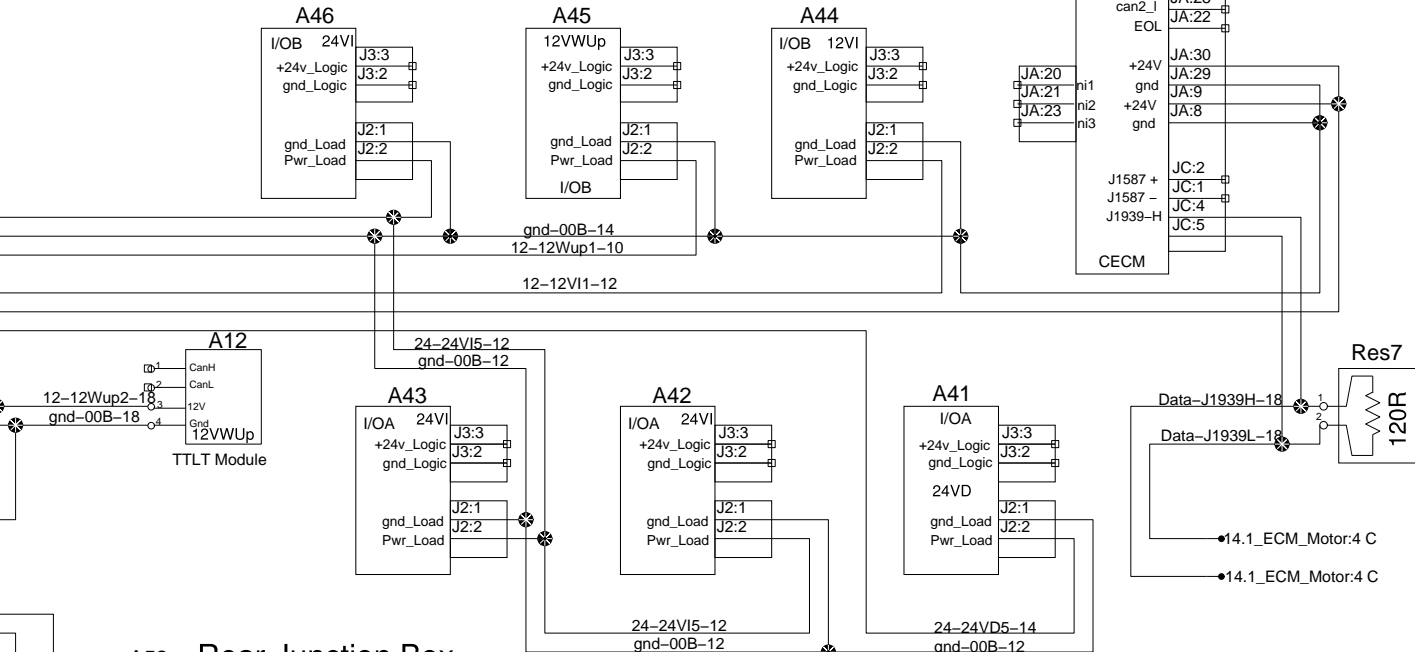 A46
I/OB 24VI
J3:3
+24v_Logic
J3:2
gnd_Logic
J2:1
gnd_Load
J2:2
Pwr_Load
A45
12VWUp
J3:3
+24v_Logic
J3:2
gnd_Logic
J2:1
gnd_Load
J2:2
Pwr_Load
I/OB
A44
I/OB 12VI
J3:3
+24v_Logic
J3:2
gnd_Logic
J2:1
gnd_Load
J2:2
Pwr_Load
can2_l
JA:22
EOL
JA:30
+24V
JA:29
gnd
JA:9
+24V
JA:8
gnd
JA:20
ni1
JA:21
ni2
JA:23
ni3
JC:2
J1587 +
JC:1
J1587 –
JC:4
J1939–H
JC:5
CECM
gnd–00B–14
12–12Wup1–10
12–12VI1–12
24–24VI5–12
gnd–00B–12
A12
1
CanH
2
CanL
12–12Wup2–18
3
12V
gnd–00B–18
4
Gnd
12VWUp
TTLT Module
A43
I/OA 24VI
J3:3
+24v_Logic
J3:2
gnd_Logic
J2:1
gnd_Load
J2:2
Pwr_Load
A42
I/OA 24VI
J3:3
+24v_Logic
J3:2
gnd_Logic
J2:1
gnd_Load
J2:2
Pwr_Load
A41
I/OA
J3:3
+24v_Logic
J3:2
gnd_Logic
24VD
J2:1
gnd_Load
J2:2
Pwr_Load
Res7
Data–J1939H–18
1
2
Data–J1939L–18
120R
14.1_ECM_Motor:4 C
14.1_ECM_Motor:4 C
24–24VI5–12
gnd–00B–12
24–24VD5–14
gnd–00B–12
Rear Junction Box